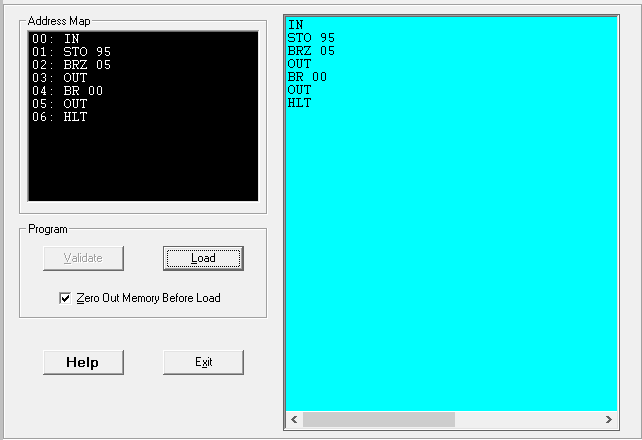 Address Map
00: IN
01: STO 95
02: BRZ 05
03: OUT
04: BR 00
05: OUT
06: HLT
Program
Validate
Load
Zero Out Memory Before Load
Help
Exit
IN
STO 95
BRZ 05
OUT
BR 00
OUT
HLT